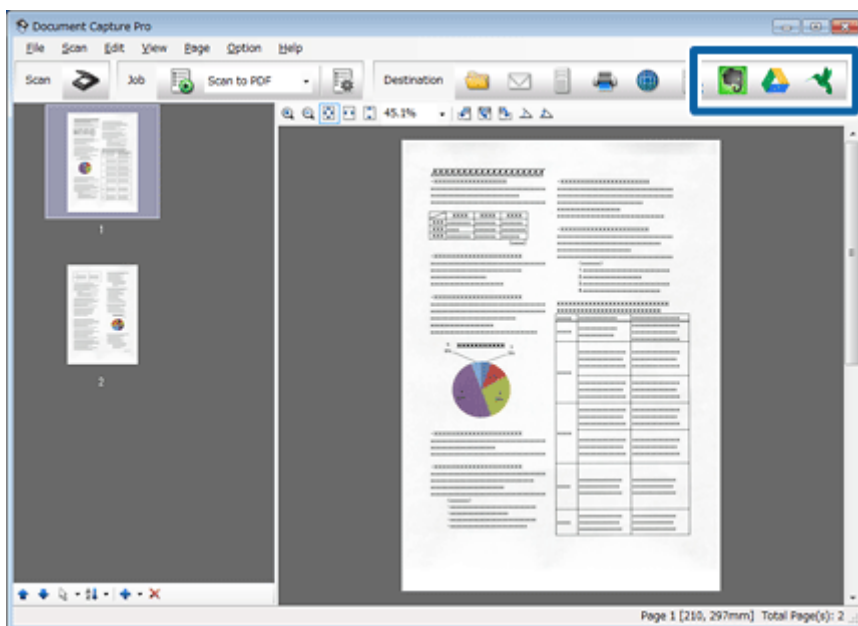 Document Capture Pro
File Scan Edit View Page Option Help
Scan Job Scan to PDF Destination
45.1%
1
2
Page 1 [210, 297mm] Total Page(s): 2